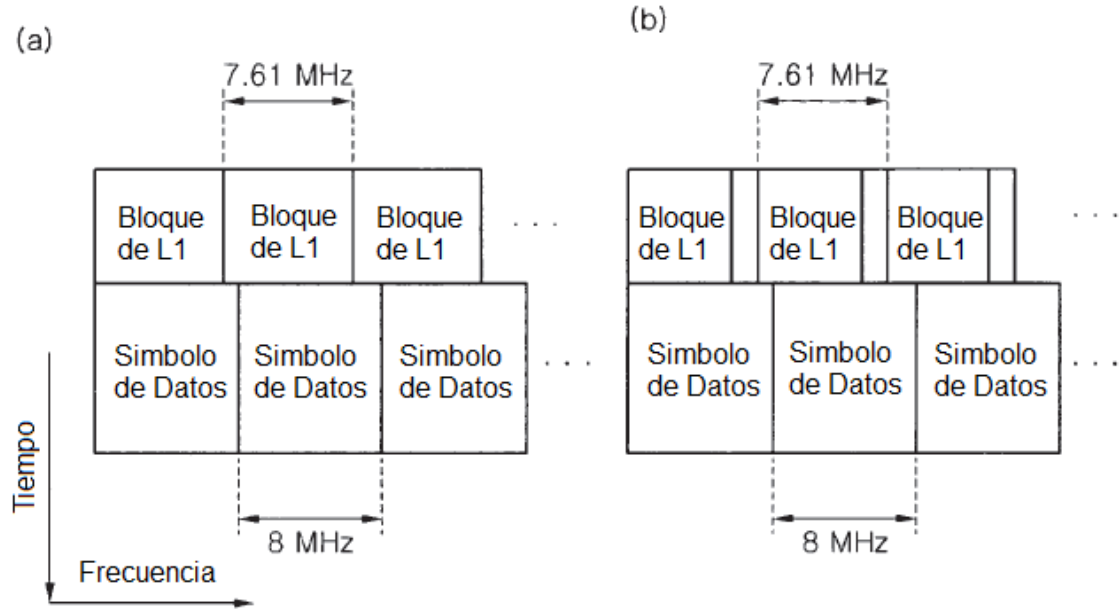 (a)
7.61 MHz
Bloque
de L1
Bloque
de L1
Bloque
de L1
. . .
Simbolo
de Datos
Simbolo
de Datos
Simbolo
de Datos
. . .
8 MHz
(b)
7.61 MHz
Bloque
de L1
Bloque
de L1
Bloque
de L1
. . .
Simbolo
de Datos
Simbolo
de Datos
Simbolo
de Datos
. . .
8 MHz
Tiempo
Frecuencia